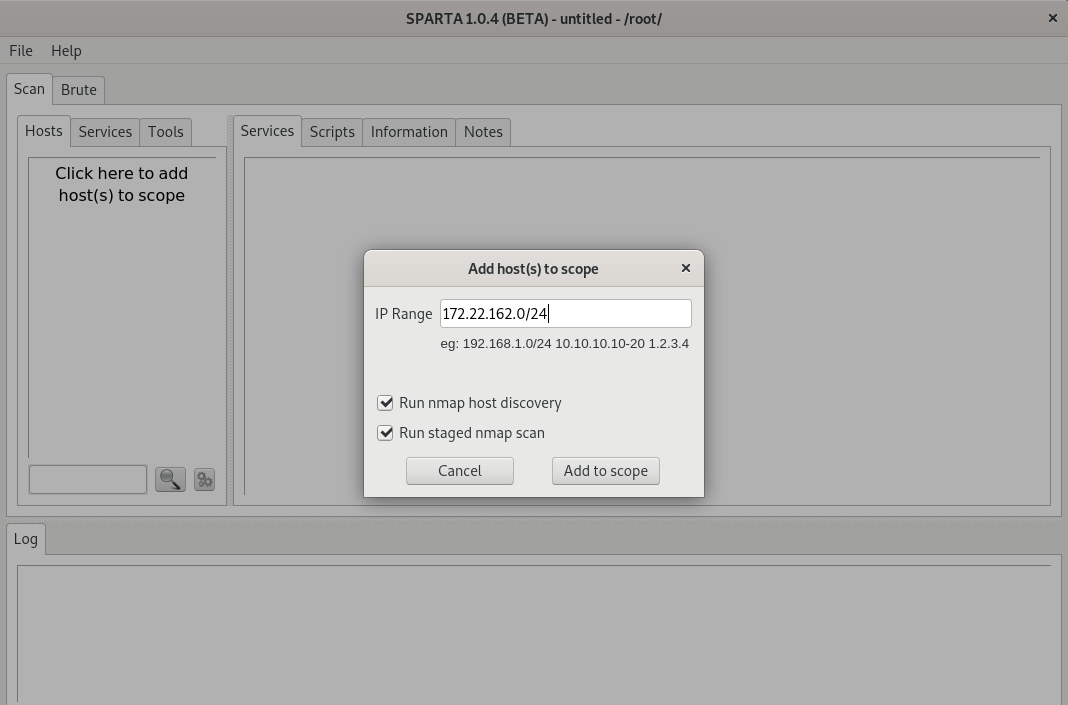 SPARTA 1.0.4 (BETA) - untitled - /root/
File Help
Scan Brute
Hosts Services Tools
Services Scripts Information Notes
Click here to add
host(s) to scope
Add host(s) to scope
IP Range 172.22.162.0/24
eg: 192.168.1.0/24 10.10.10.10-20 1.2.3.4
Run nmap host discovery
Run staged nmap scan
Cancel Add to scope
Log